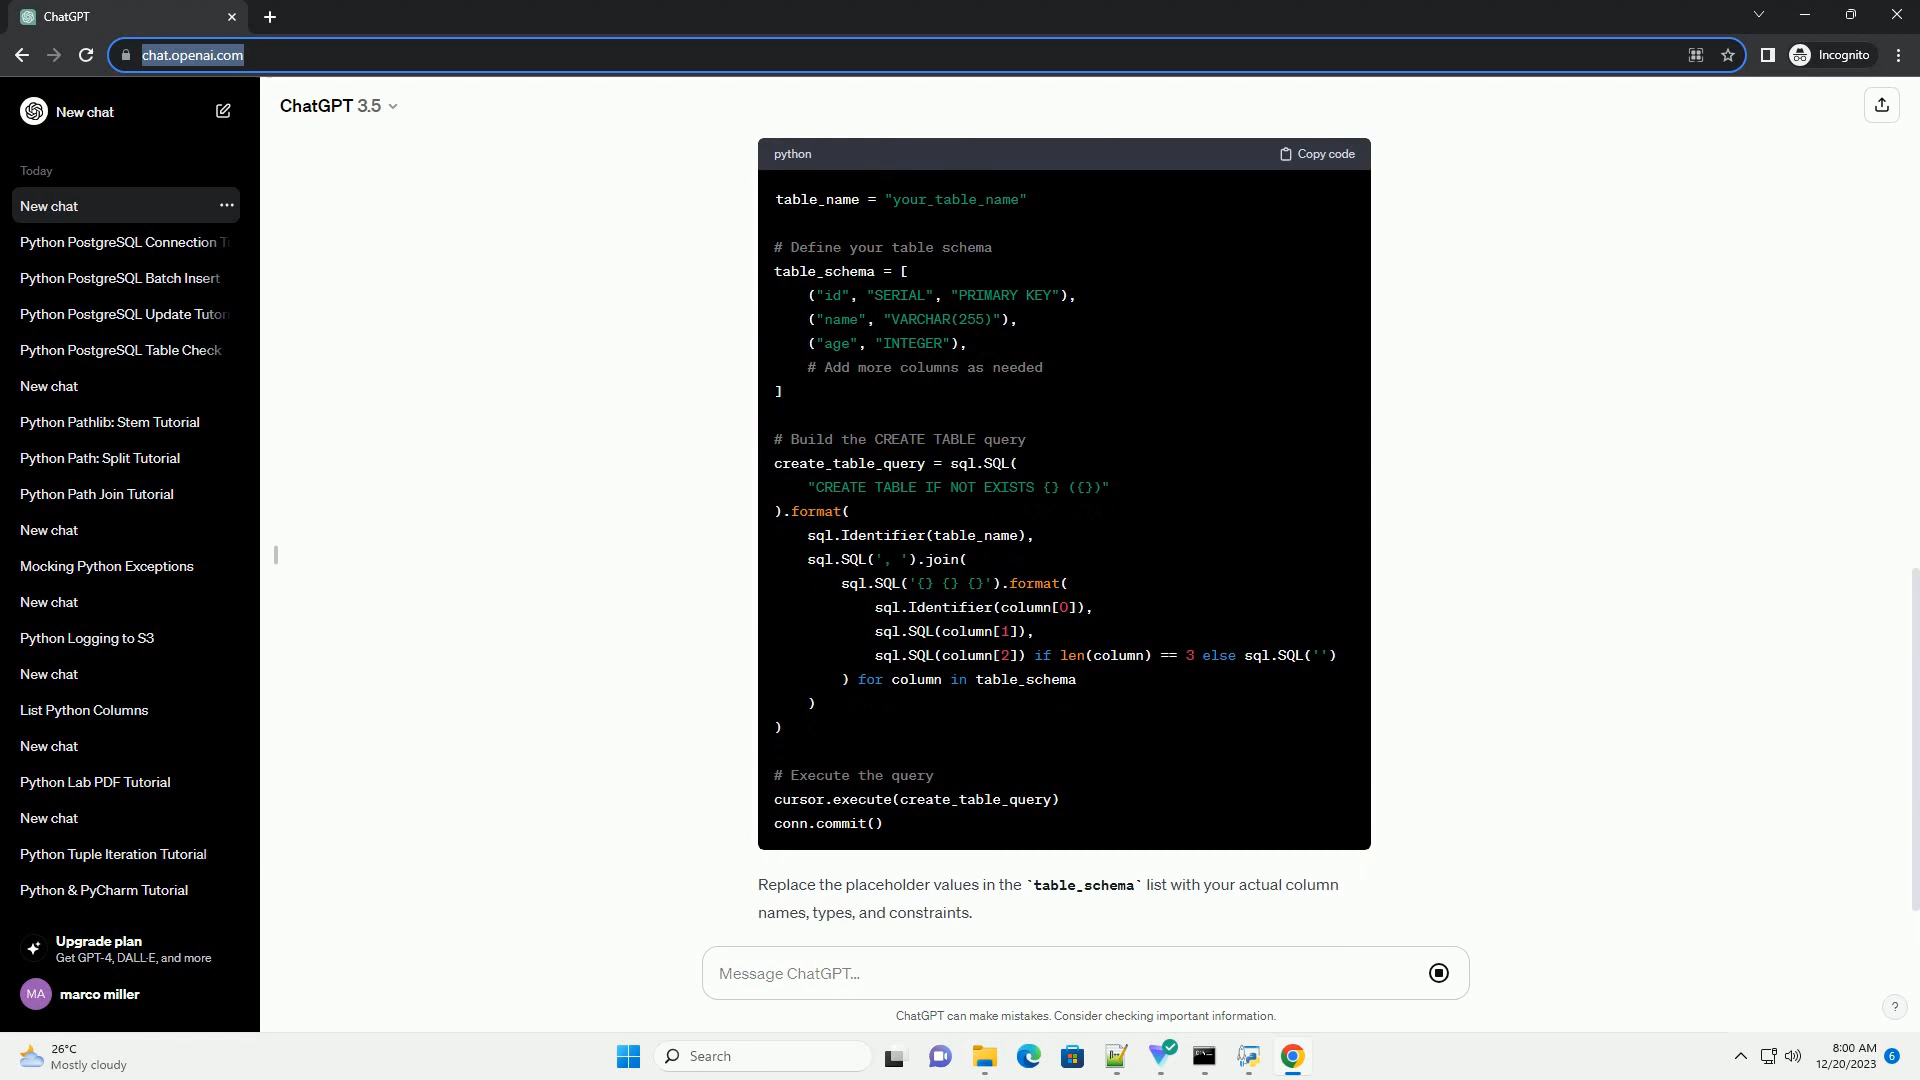 ChatGPT
chat.openai.com
Incognito
New chat
Today
New chat
Python PostgreSQL Connection T
Python PostgreSQL Batch Insert
Python PostgreSQL Update Tutor
Python PostgreSQL Table Check
New chat
Python Pathlib: Stem Tutorial
Python Path: Split Tutorial
Python Path Join Tutorial
New chat
Mocking Python Exceptions
New chat
Python Logging to S3
New chat
List Python Columns
New chat
Python Lab PDF Tutorial
New chat
Python Tuple Iteration Tutorial
Python & PyCharm Tutorial
Upgrade plan
Get GPT-4, DALL·E, and more
MA marco miller
ChatGPT 3.5
python Copy code
table_name = "your_table_name"
# Define your table schema
table_schema = [
("id", "SERIAL", "PRIMARY KEY"),
("name", "VARCHAR(255)"),
("age", "INTEGER"),
# Add more columns as needed
]
# Build the CREATE TABLE query
create_table_query = sql.SQL(
"CREATE TABLE IF NOT EXISTS {} ({})"
).format(
sql.Identifier(table_name),
sql.SQL(', ').join(
sql.SQL('{} {} {}').format(
sql.Identifier(column[0]),
sql.SQL(column[1]),
sql.SQL(column[2]) if len(column) == 3 else sql.SQL('')
) for column in table_schema
)
)
# Execute the query
cursor.execute(create_table_query)
conn.commit()
Replace the placeholder values in the `table_schema` list with your actual column
names, types, and constraints.
Message ChatGPT...
ChatGPT can make mistakes. Consider checking important information.
?
26°C
Mostly cloudy
Search
8:00 AM
12/20/2023
6